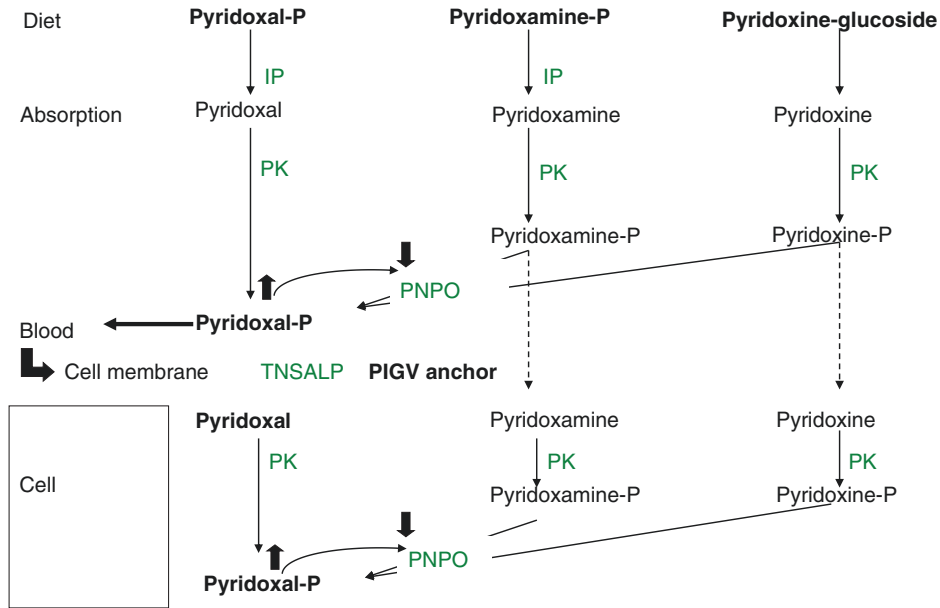 Diet Pyridoxal-P Pyridoxamine-P Pyridoxine-glucoside
IP IP
Absorption Pyridoxal Pyridoxamine Pyridoxine
PK PK PK
Pyridoxamine-P Pyridoxine-P
PNPO
Blood Pyridoxal-P
Cell membrane TNSALP PIGV anchor
Pyridoxal Pyridoxamine Pyridoxine
PK PK PK
Cell Pyridoxamine-P Pyridoxine-P
PNPO
Pyridoxal-P